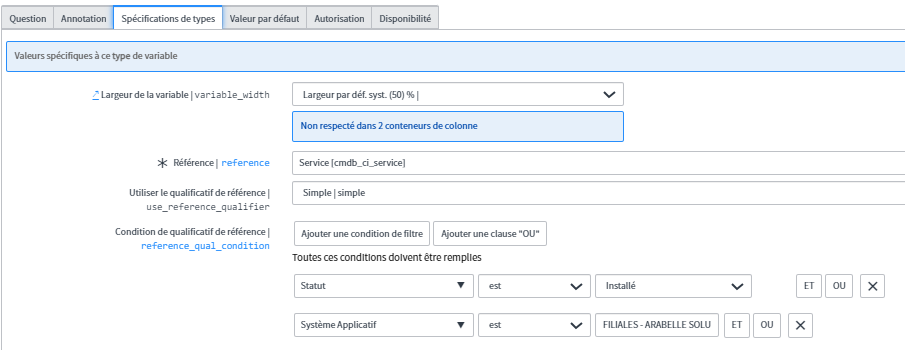 Question Annotation Spécifications de types Valeur par défaut Autorisation Disponibilité
Valeurs spécifiques à ce type de variable
Largeur de la variable | variable_width Largeur par déf. syst. (50) % |
Non respecté dans 2 conteneurs de colonne
Référence | reference Service [cmdb_ci_service]
Utiliser le qualificatif de référence | Simple | simple
use_reference_qualifier
Condition de qualificatif de référence | Ajouter une condition de filtre Ajouter une clause "OU"
reference_qual_condition
Toutes ces conditions doivent être remplies
Statut est Installé ET OU
Système Applicatif est FILIALES - ARABELLE SOLU ET OU